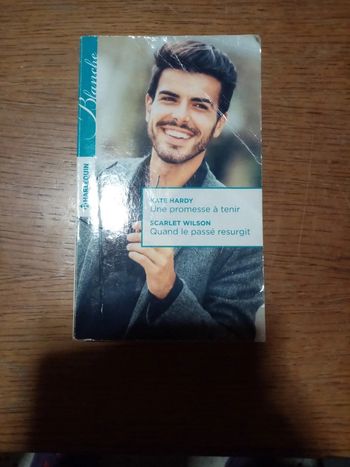 Blanche
HARLEQUIN
KATE HARDY
Une promesse à tenir
SCARLET WILSON
Quand le passé resurgit